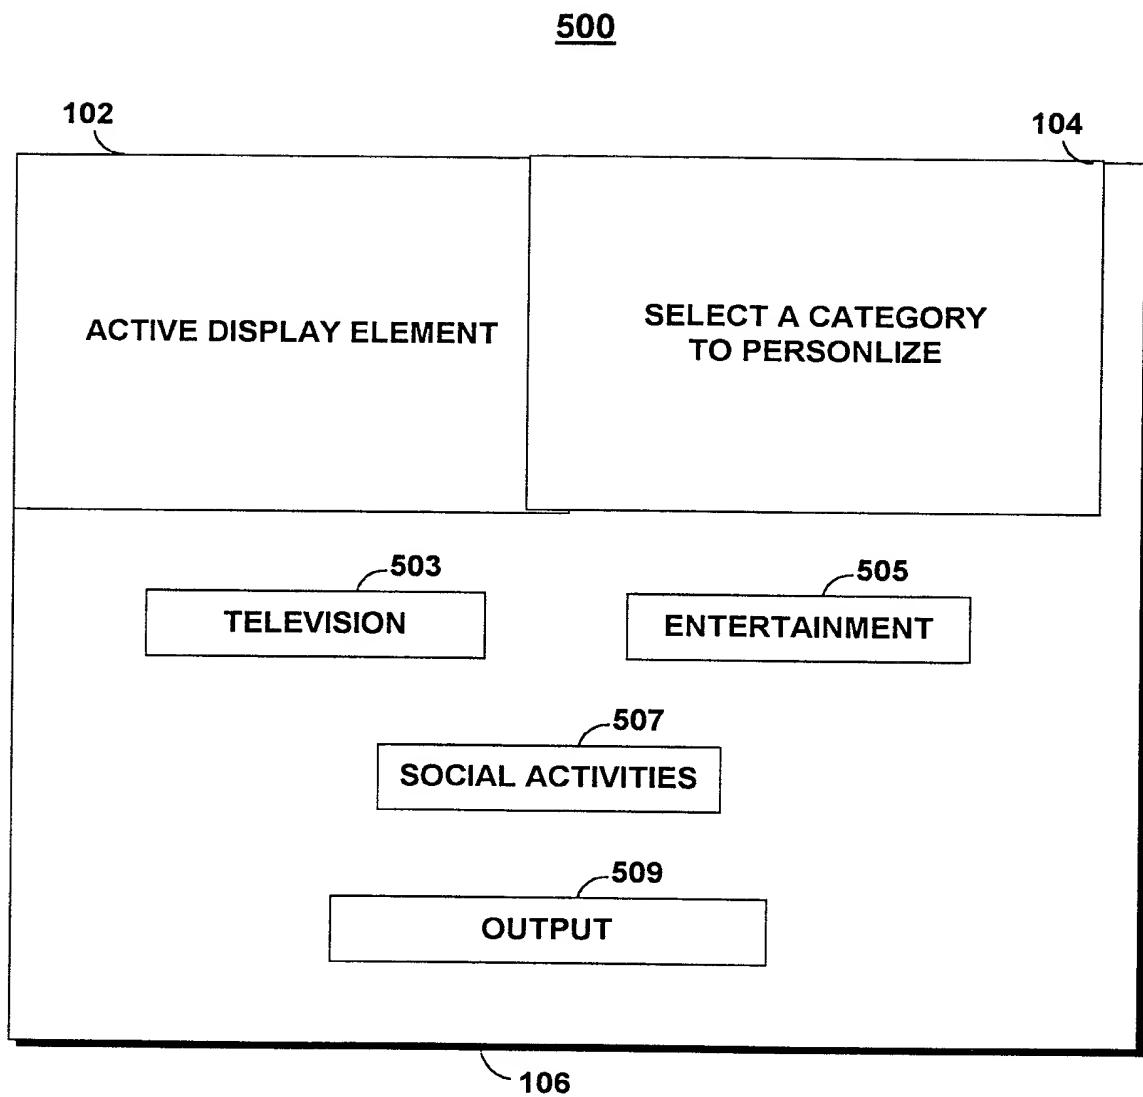 500
102
104
ACTIVE DISPLAY ELEMENT
SELECT A CATEGORY
TO PERSONLIZE
503
TELEVISION
505
ENTERTAINMENT
507
SOCIAL ACTIVITIES
509
OUTPUT
106